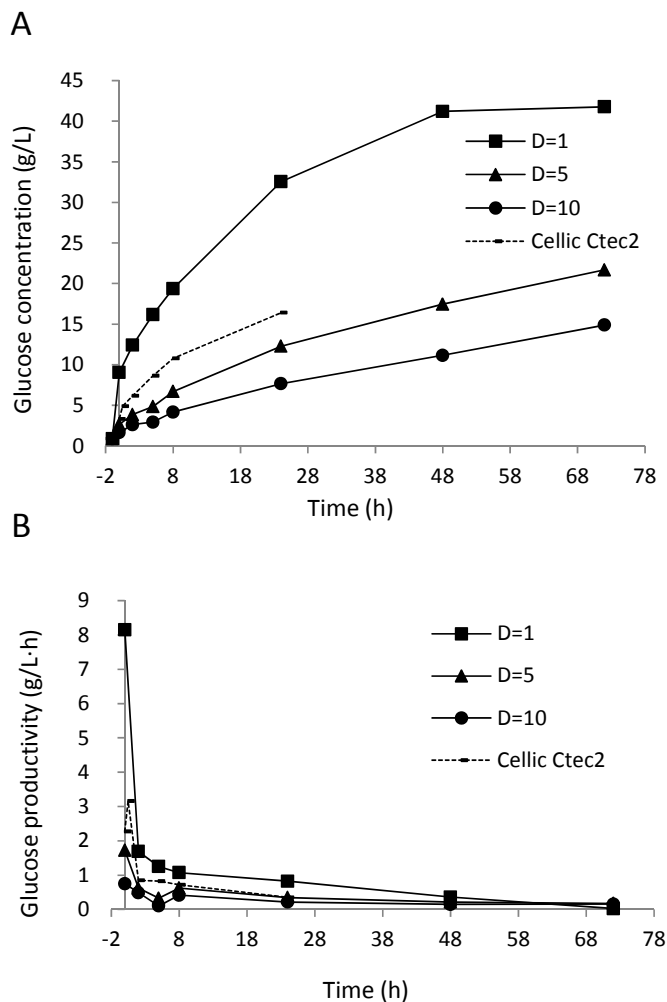 A
Glucose concentration (g/L)
45
40
35
30
25
20
15
10
5
0
D=1
D=5
D=10
Cellic Ctec2
-2 8 18 28 38 48 58 68 78
Time (h)
B
Glucose productivity (g/L·h)
9
8
7
6
5
4
3
2
1
0
D=1
D=5
D=10
Cellic Ctec2
-2 8 18 28 38 48 58 68 78
Time (h)